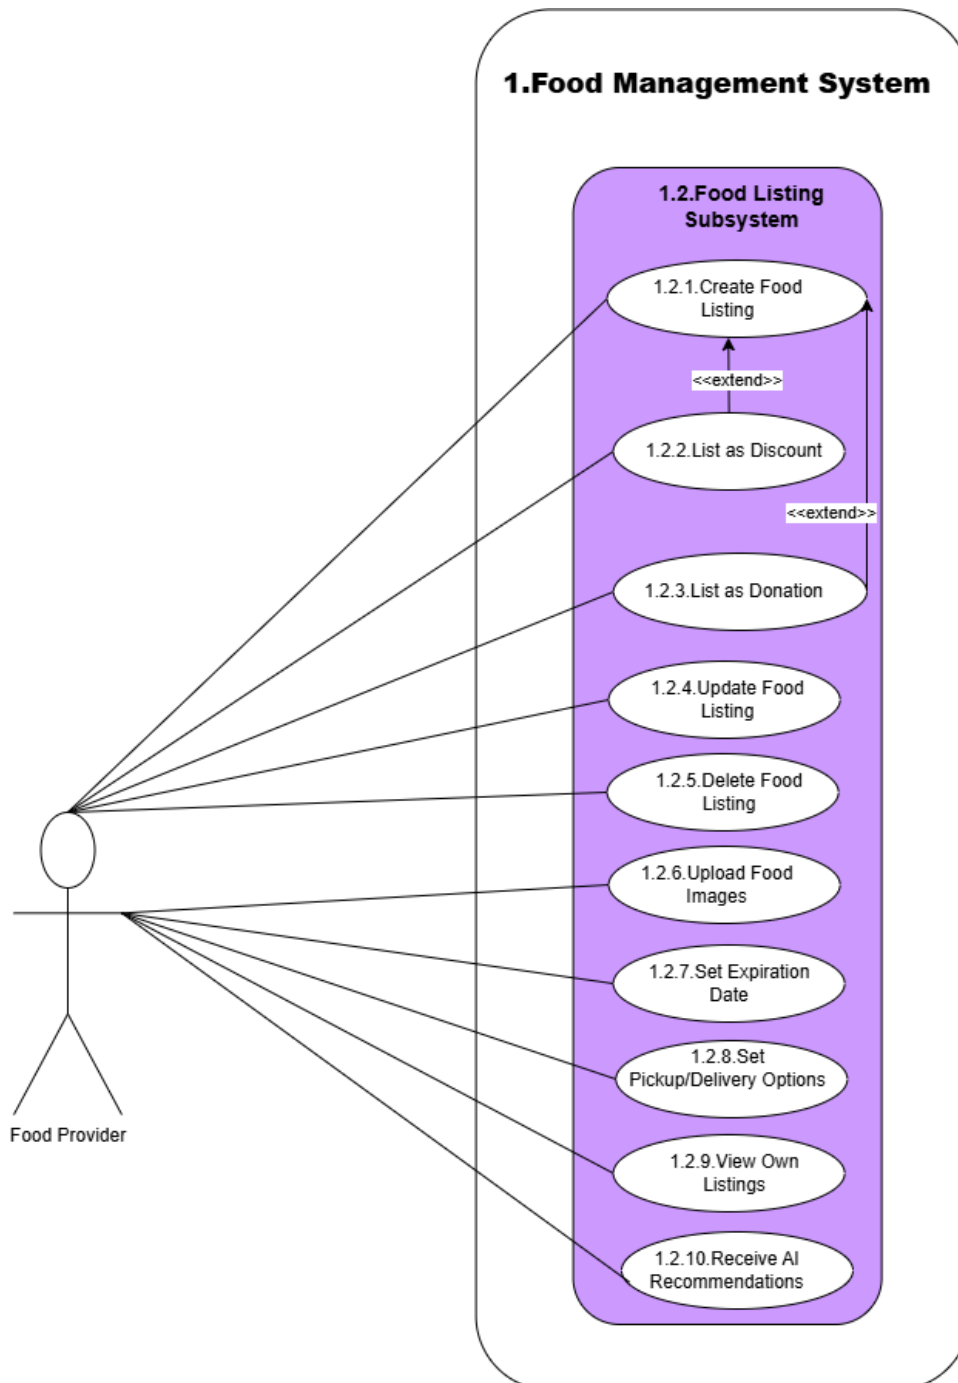 1.Food Management System
1.2.Food Listing
Subsystem
1.2.1.Create Food
Listing
<<extend>>
1.2.2.List as Discount
<<extend>>
1.2.3.List as Donation
1.2.4.Update Food
Listing
1.2.5.Delete Food
Listing
1.2.6.Upload Food
Images
1.2.7.Set Expiration
Date
1.2.8.Set
Pickup/Delivery Options
Food Provider
1.2.9.View Own
Listings
1.2.10.Receive AI
Recommendations